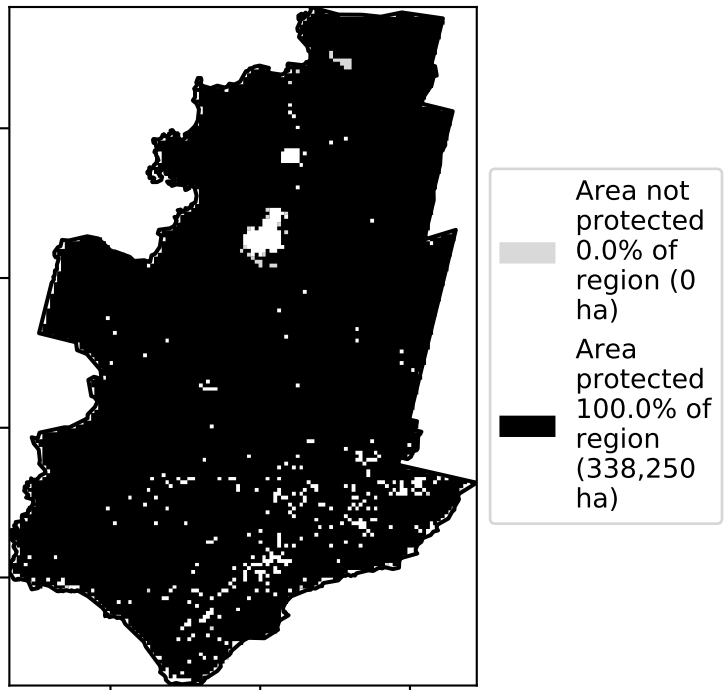 Area not
protected
0.0% of
region (0
ha)
Area
protected
100.0% of
region
(338,250
ha)